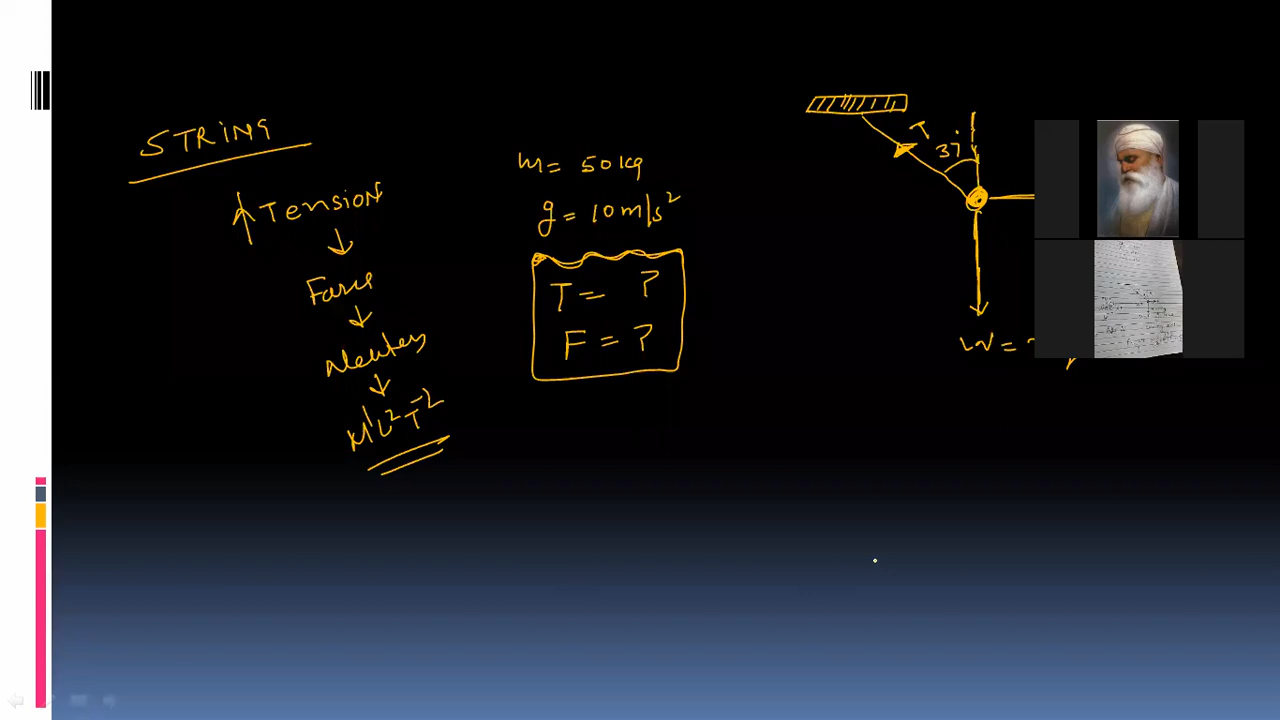 STRING
Tension
Force
Newton
M¹L²T⁻²
m = 50 kg
g = 10 m/s²
T = ?
F = ?
T
37°
W =